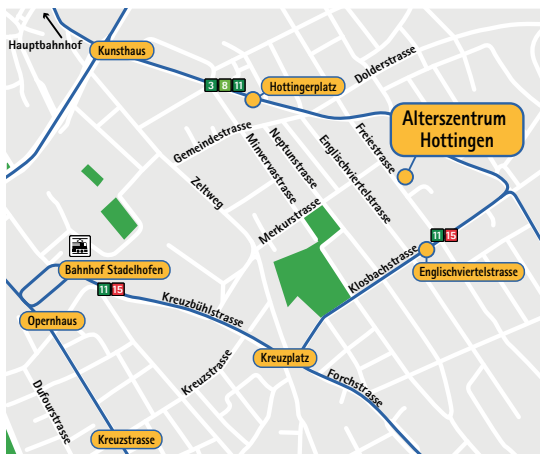 Hauptbahnhof
Kunsthaus
Dolderstrasse
3 8 11
Hottingerplatz
Alterszentrum
Hottingen
Gemeindestrasse
Freiestrasse
Neptunstrasse
Minvervastrasse
Englischviertelstrasse
Zeltweg
Merkurstrasse
11 15
Klosbachstrasse
Bahnhof Stadelhofen
Englischviertelstrasse
11 15
Kreuzbühlstrasse
Opernhaus
Kreuzplatz
Kreuzstrasse
Forchstrasse
Dufourstrasse
Kreuzstrasse